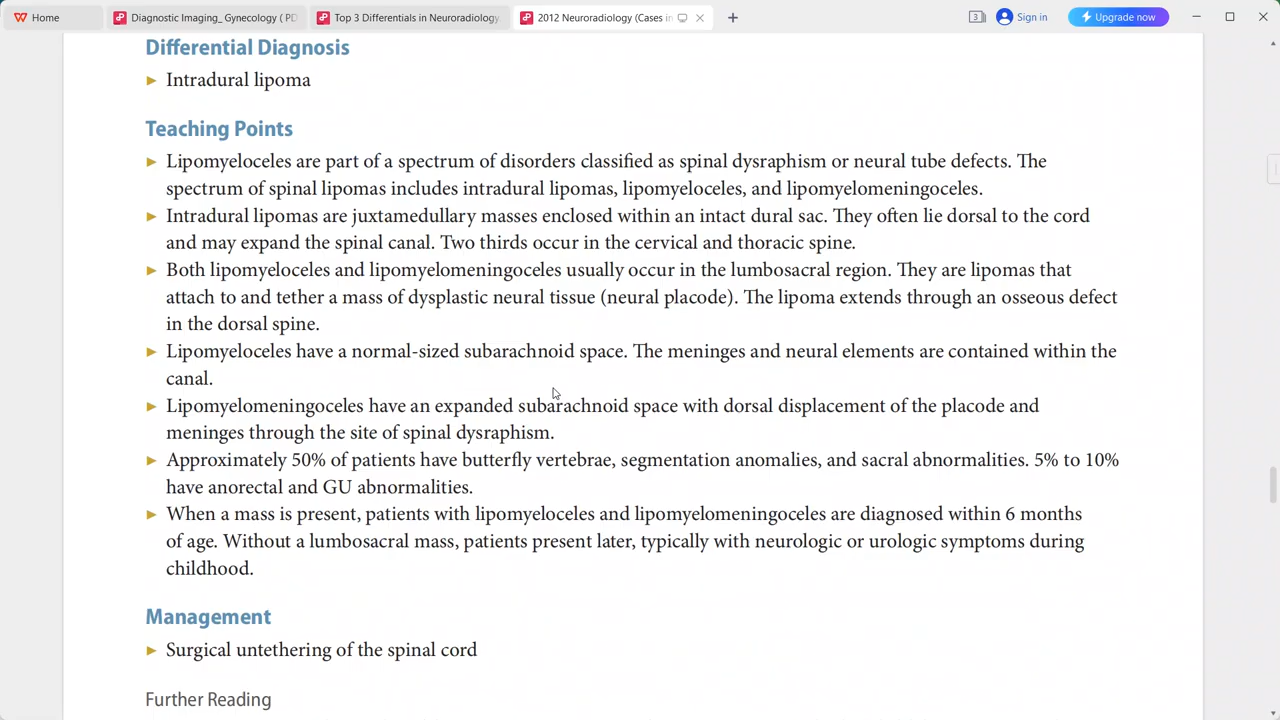 Home
Diagnostic Imaging_ Gynecology ( PD
Top 3 Differentials in Neuroradiology
2012 Neuroradiology (Cases in
3
Sign in
Upgrade now
Differential Diagnosis
► Intradural lipoma
Teaching Points
► Lipomyeloceles are part of a spectrum of disorders classified as spinal dysraphism or neural tube defects. The
spectrum of spinal lipomas includes intradural lipomas, lipomyeloceles, and lipomyelomeningoceles.
► Intradural lipomas are juxtamedullary masses enclosed within an intact dural sac. They often lie dorsal to the cord
and may expand the spinal canal. Two thirds occur in the cervical and thoracic spine.
► Both lipomyeloceles and lipomyelomeningoceles usually occur in the lumbosacral region. They are lipomas that
attach to and tether a mass of dysplastic neural tissue (neural placode). The lipoma extends through an osseous defect
in the dorsal spine.
► Lipomyeloceles have a normal-sized subarachnoid space. The meninges and neural elements are contained within the
canal.
► Lipomyelomeningoceles have an expanded subarachnoid space with dorsal displacement of the placode and
meninges through the site of spinal dysraphism.
► Approximately 50% of patients have butterfly vertebrae, segmentation anomalies, and sacral abnormalities. 5% to 10%
have anorectal and GU abnormalities.
► When a mass is present, patients with lipomyeloceles and lipomyelomeningoceles are diagnosed within 6 months
of age. Without a lumbosacral mass, patients present later, typically with neurologic or urologic symptoms during
childhood.
Management
► Surgical untethering of the spinal cord
Further Reading